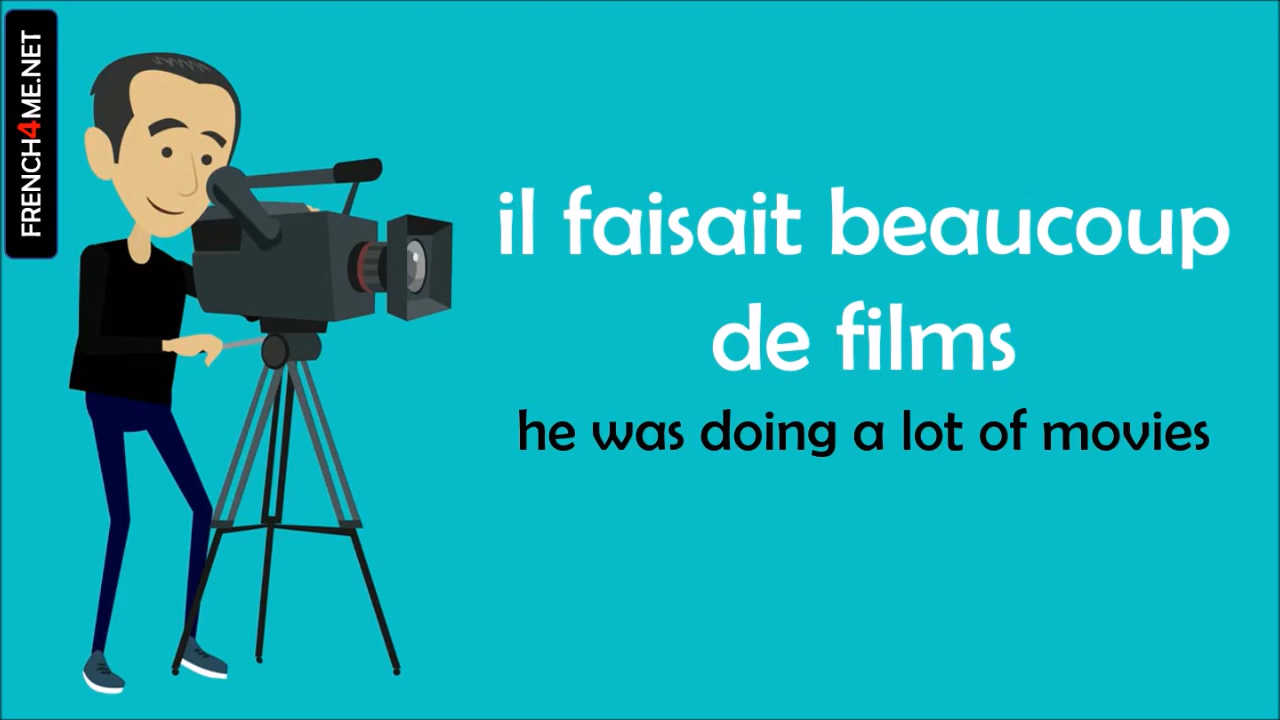 FRENCH4ME.NET
il faisait beaucoup
de films
he was doing a lot of movies